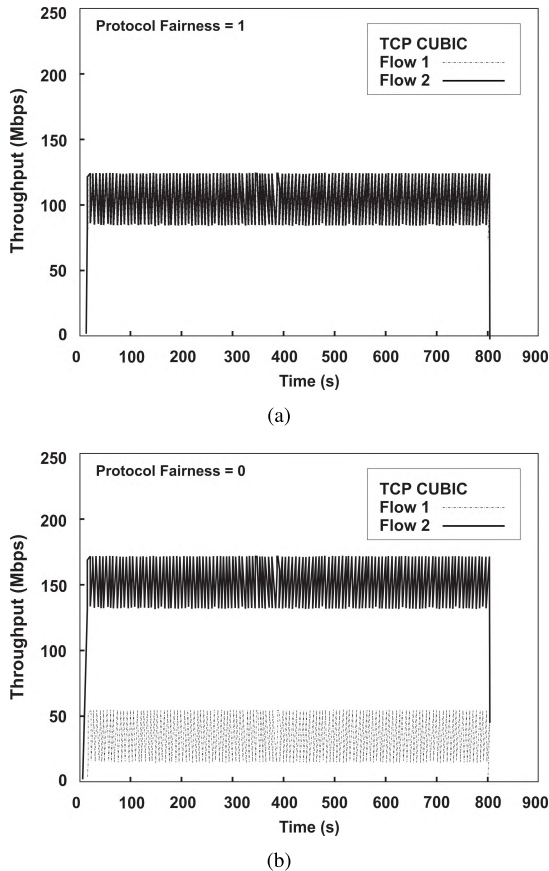 250
Protocol Fairness = 1
TCP CUBIC
Flow 1
Flow 2
200
150
100
50
0
Throughput (Mbps)
0 100 200 300 400 500 600 700 800 900
Time (s)
(a)
250
Protocol Fairness = 0
TCP CUBIC
Flow 1
Flow 2
200
150
100
50
0
Throughput (Mbps)
0 100 200 300 400 500 600 700 800 900
Time (s)
(b)